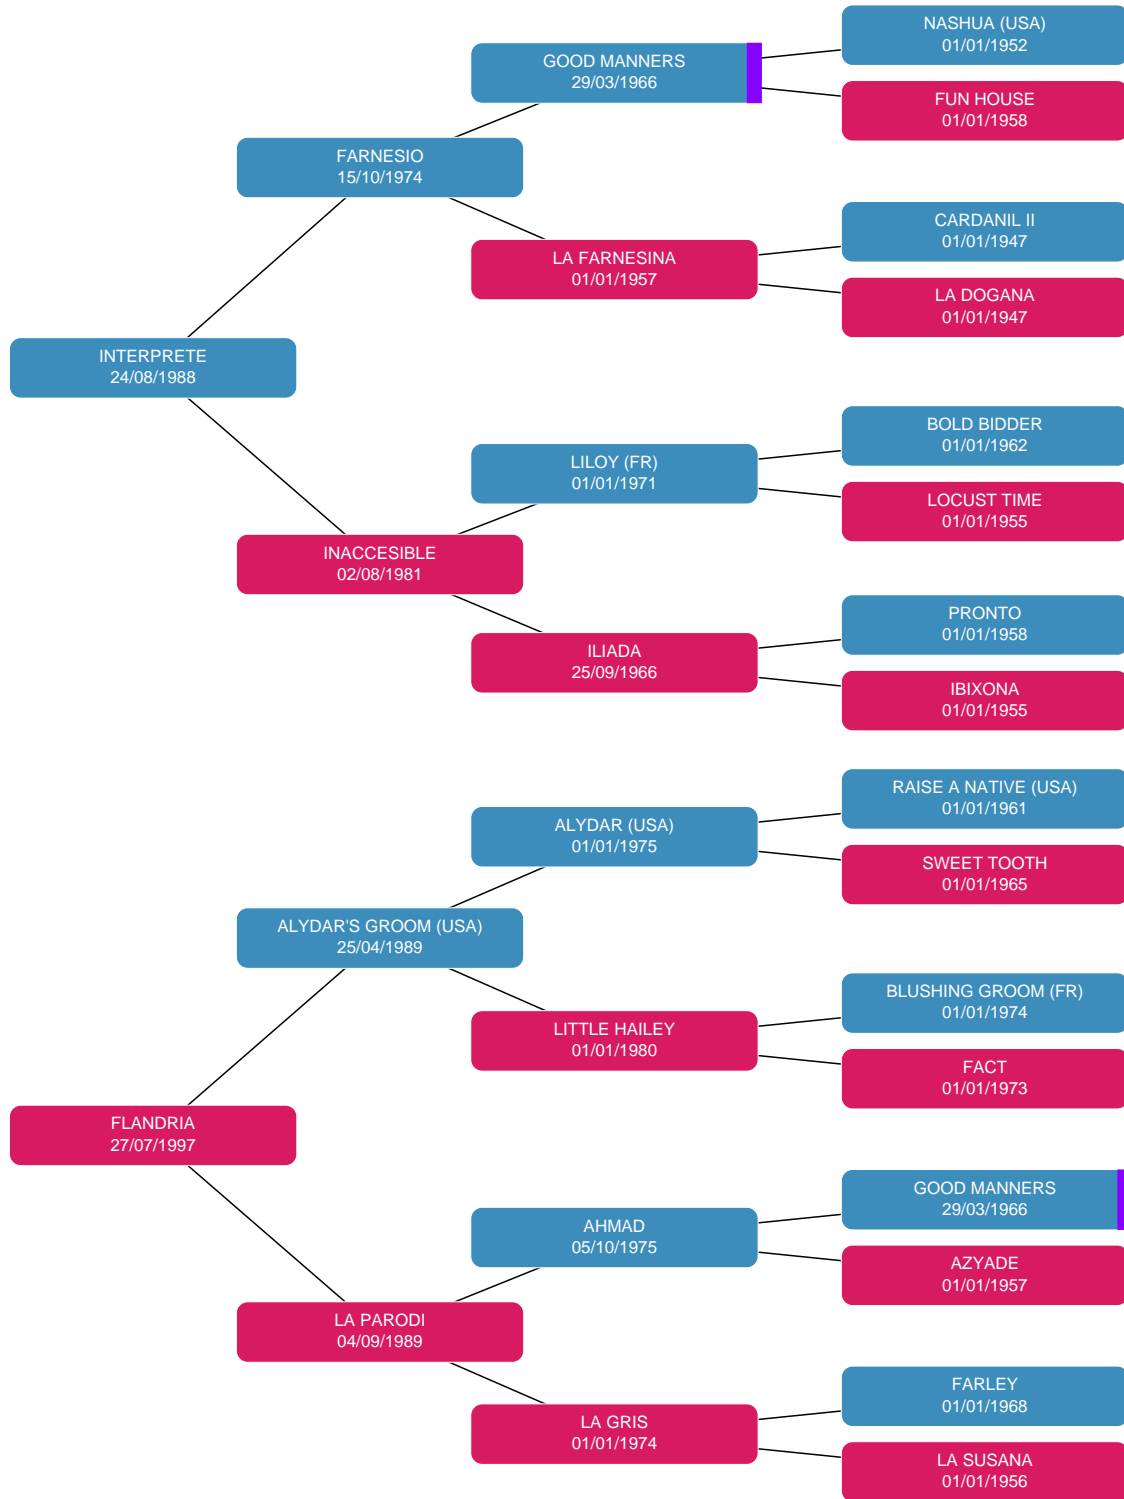 NASHUA (USA)
01/01/1952
GOOD MANNERS
29/03/1966
FUN HOUSE
01/01/1958
FARNESIO
15/10/1974
CARDANIL II
01/01/1947
LA FARNESINA
01/01/1957
LA DOGANA
01/01/1947
INTERPRETE
24/08/1988
BOLD BIDDER
01/01/1962
LILOY (FR)
01/01/1971
LOCUST TIME
01/01/1955
INACCESIBLE
02/08/1981
PRONTO
01/01/1958
ILIADA
25/09/1966
IBIXONA
01/01/1955
RAISE A NATIVE (USA)
01/01/1961
ALYDAR (USA)
01/01/1975
SWEET TOOTH
01/01/1965
ALYDAR'S GROOM (USA)
25/04/1989
BLUSHING GROOM (FR)
01/01/1974
LITTLE HAILEY
01/01/1980
FACT
01/01/1973
FLANDRIA
27/07/1997
GOOD MANNERS
29/03/1966
AHMAD
05/10/1975
AZYADE
01/01/1957
LA PARODI
04/09/1989
FARLEY
01/01/1968
LA GRIS
01/01/1974
LA SUSANA
01/01/1956